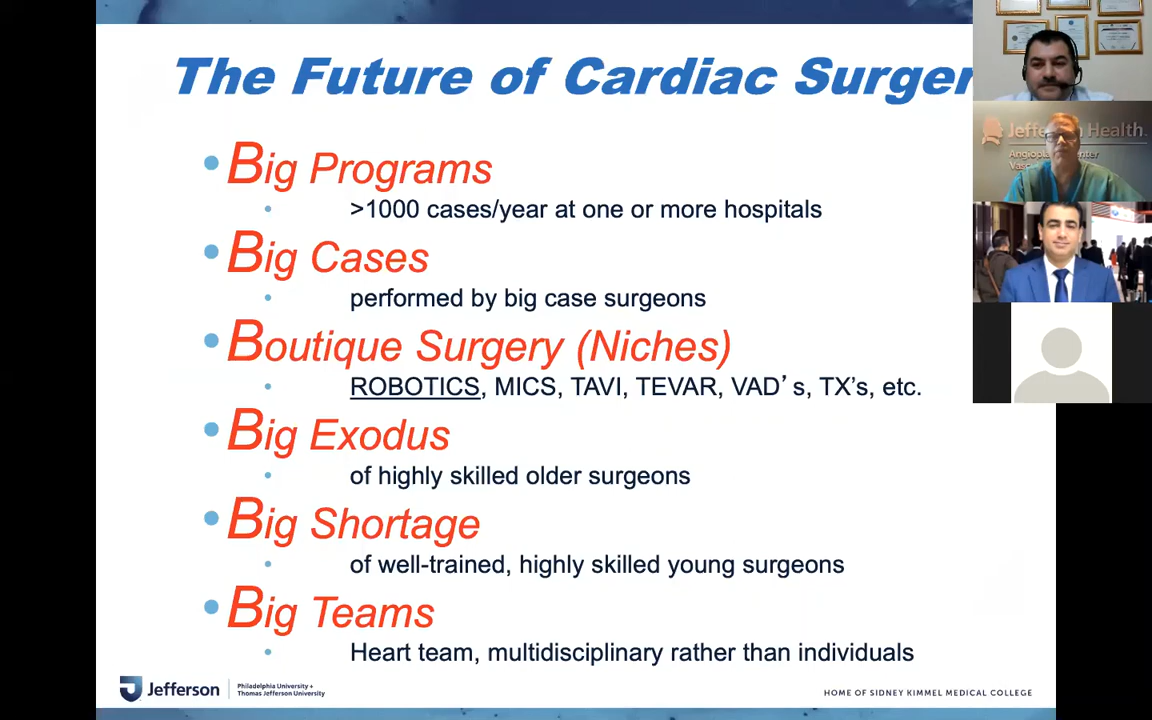 The Future of Cardiac Surger
• Big Programs
• >1000 cases/year at one or more hospitals
• Big Cases
• performed by big case surgeons
• Boutique Surgery (Niches)
• ROBOTICS, MICS, TAVI, TEVAR, VAD’s, TX’s, etc.
• Big Exodus
• of highly skilled older surgeons
• Big Shortage
• of well-trained, highly skilled young surgeons
• Big Teams
• Heart team, multidisciplinary rather than individuals
Jefferson
Philadelphia University +
Thomas Jefferson University
HOME OF SIDNEY KIMMEL MEDICAL COLLEGE
Health